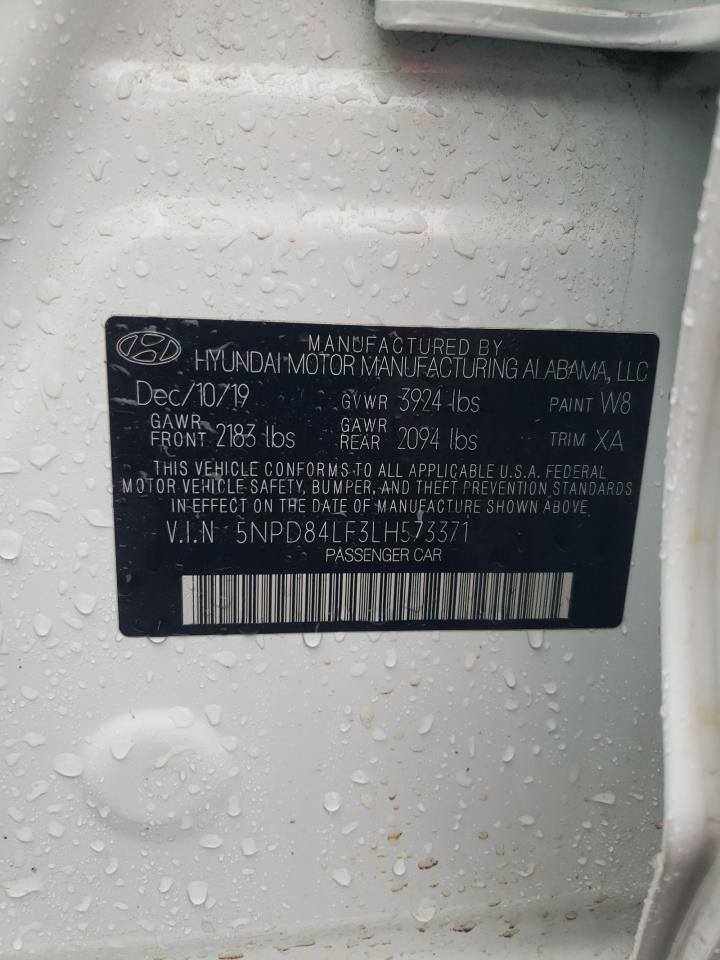 MANUFACTURED BY
HYUNDAI MOTOR MANUFACTURING ALABAMA, LLC
Dec/10/19 GVWR 3924 lbs PAINT W8
GAWR FRONT 2183 lbs GAWR REAR 2094 lbs TRIM XA
THIS VEHICLE CONFORMS TO ALL APPLICABLE U.S.A. FEDERAL
MOTOR VEHICLE SAFETY, BUMPER, AND THEFT PREVENTION STANDARDS
IN EFFECT ON THE DATE OF MANUFACTURE SHOWN ABOVE
V.I.N 5NPD84LF3LH573371
PASSENGER CAR